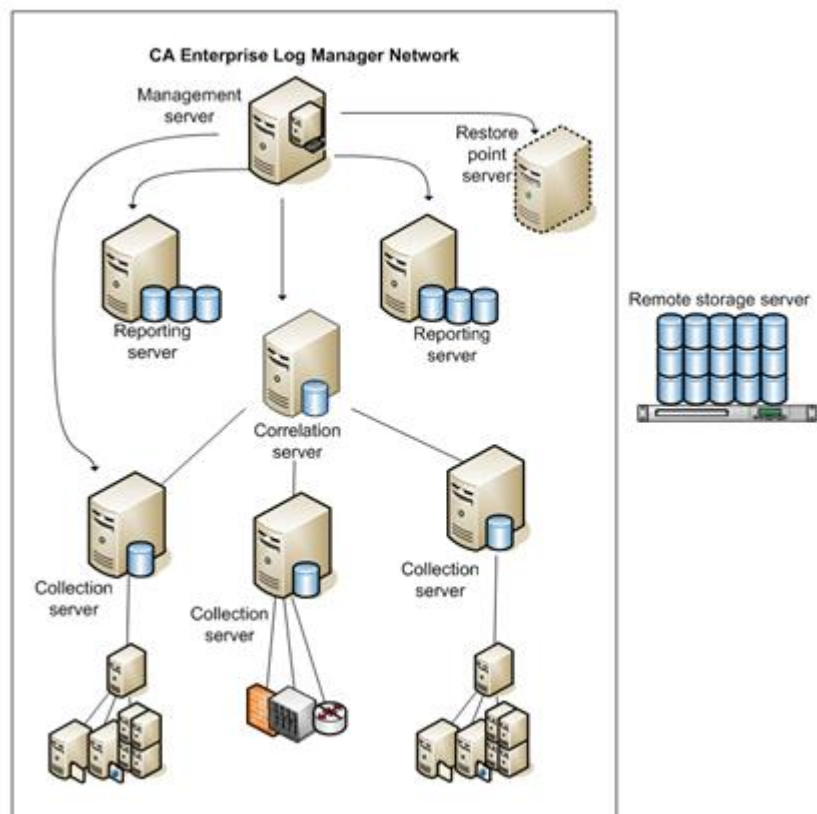 CA Enterprise Log Manager Network
Management
server
Restore
point
server
Reporting
server
Reporting
server
Remote storage server
Correlation
server
Collection
server
Collection
server
Collection
server